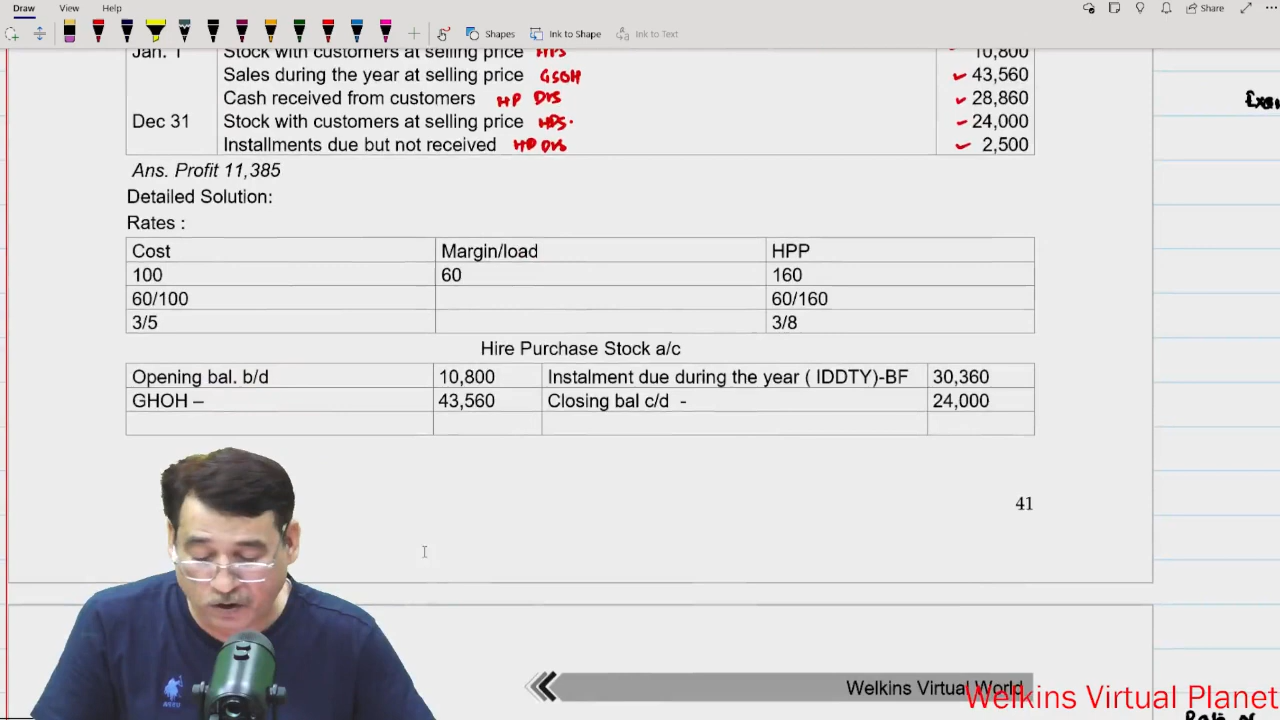 Draw View Help
Share
Shapes Ink to Shape Ink to Text
Jan. 1 Stock with customers at selling price HPS 10,800
Sales during the year at selling price GSOH 43,560
Cash received from customers HP DRS 28,860
Dec 31 Stock with customers at selling price HPS. 24,000
Installments due but not received HP DRS 2,500
Ans. Profit 11,385
Detailed Solution:
Rates :
Cost Margin/load HPP
100 60 160
60/100 60/160
3/5 3/8
Hire Purchase Stock a/c
Opening bal. b/d 10,800 Instalment due during the year ( IDDTY)-BF 30,360
GHOH – 43,560 Closing bal c/d - 24,000
41
Welkins Virtual World
Welkins Virtual Planet